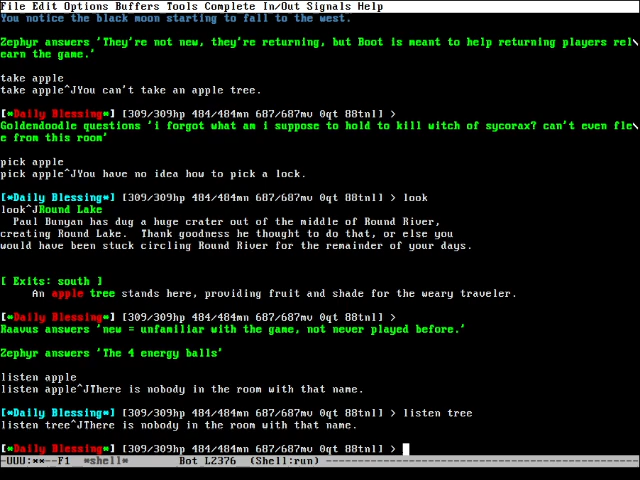 File Edit Options Buffers Tools Complete In/Out Signals Help
You notice the black moon starting to fall to the west.
Zephyr answers 'They're not new, they're returning, but Boot is meant to help returning players rel\
earn the game.'
take apple
take apple^JYou can't take an apple tree.
[*Daily Blessing*] [309/309hp 484/484mn 687/687mv 0qt 88tnl] >
Goldendoodle questions 'i forgot what am i suppose to hold to kill witch of sycorax? can't even fle\
e from this room'
pick apple
pick apple^JYou have no idea how to pick a lock.
[*Daily Blessing*] [309/309hp 484/484mn 687/687mv 0qt 88tnl] > look
look^JRound Lake
Paul Bunyan has dug a huge crater out of the middle of Round River,
creating Round Lake.  Thank goodness he thought to do that, or else you
would have been stuck circling Round River for the remainder of your days.
[ Exits: south ]
An apple tree stands here, providing fruit and shade for the weary traveler.
[*Daily Blessing*] [309/309hp 484/484mn 687/687mv 0qt 88tnl] >
Raavus answers 'new = unfamiliar with the game, not never played before.'
Zephyr answers 'The 4 energy balls'
listen apple
listen apple^JThere is nobody in the room with that name.
[*Daily Blessing*] [309/309hp 484/484mn 687/687mv 0qt 88tnl] > listen tree
listen tree^JThere is nobody in the room with that name.
[*Daily Blessing*] [309/309hp 484/484mn 687/687mv 0qt 88tnl] >
-UUU:**--F1  *shell*        Bot L2376  (Shell:run) ----------------------------------------